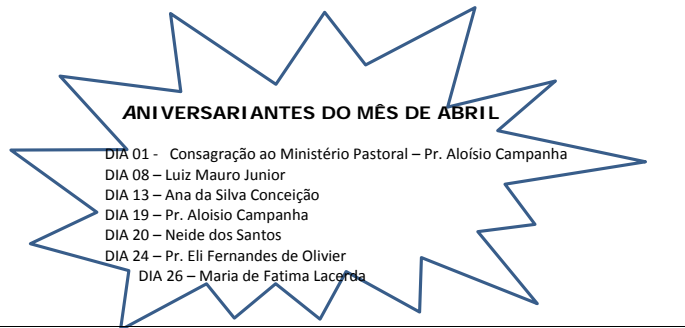 ANIVERSARIANTES DO MÊS DE ABRIL
DIA 01 - Consagração ao Ministério Pastoral – Pr. Aloísio Campanha
DIA 08 – Luiz Mauro Junior
DIA 13 – Ana da Silva Conceição
DIA 19 – Pr. Aloisio Campanha
DIA 20 – Neide dos Santos
DIA 24 – Pr. Eli Fernandes de Olivier
DIA 26 – Maria de Fatima Lacerda